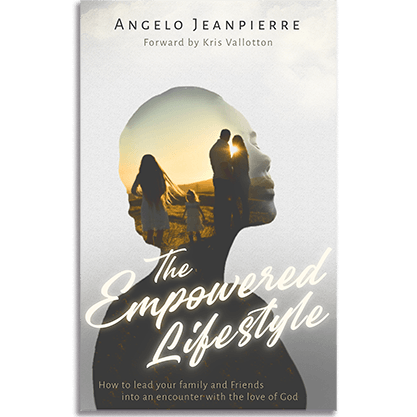 Angelo Jeanpierre
Forward by Kris Vallotton
The
Empowered
Lifestyle
How to lead your family and Friends
into an encounter with the love of God